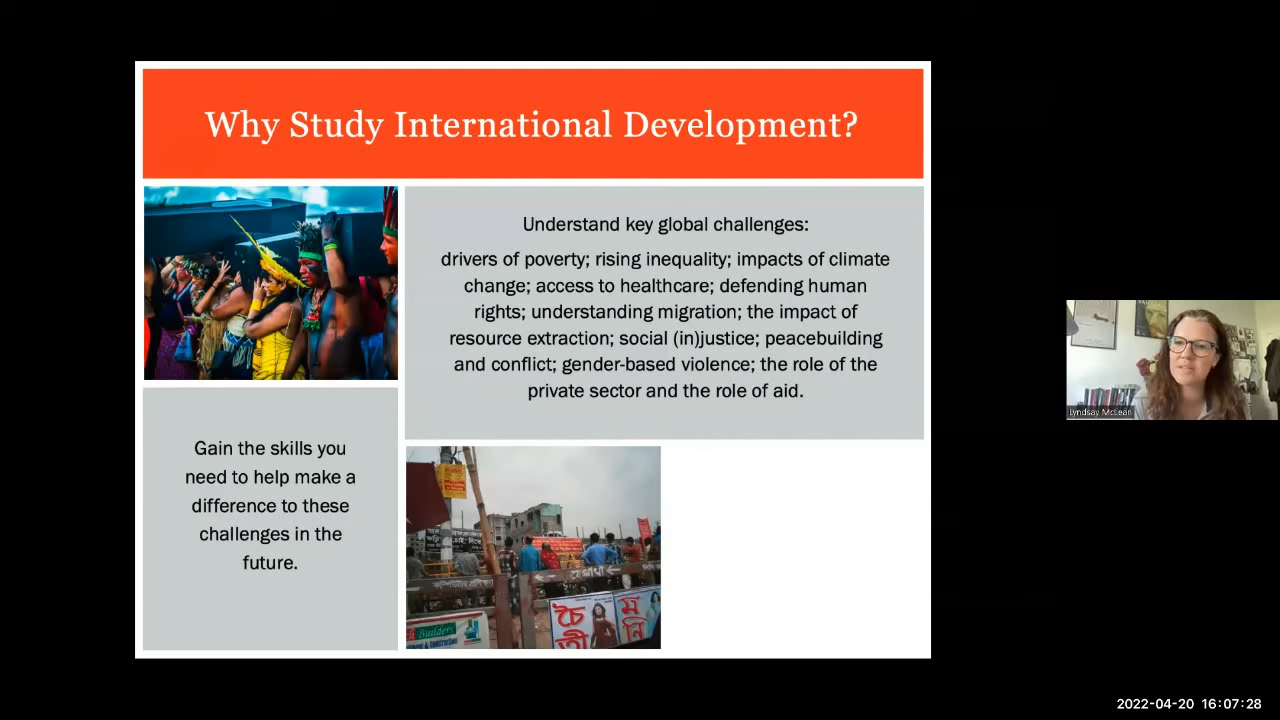 Why Study International Development?
Understand key global challenges:
drivers of poverty; rising inequality; impacts of climate
change; access to healthcare; defending human
rights; understanding migration; the impact of
resource extraction; social (in)justice; peacebuilding
and conflict; gender-based violence; the role of the
private sector and the role of aid.
Gain the skills you
need to help make a
difference to these
challenges in the
future.
Builders
চৈতী
মনি
Lyndsay McLean
2022-04-20 16:07:28